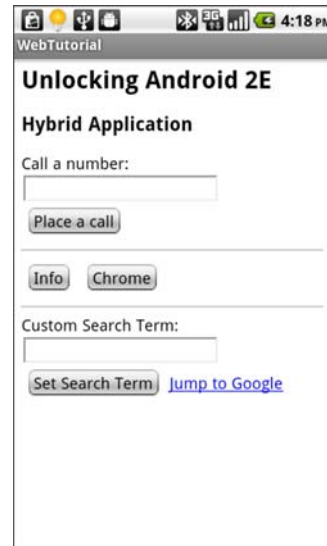 3G
4:18 PM
WebTutorial
Unlocking Android 2E
Hybrid Application
Call a number:
Place a call
Info Chrome
Custom Search Term:
Set Search Term Jump to Google